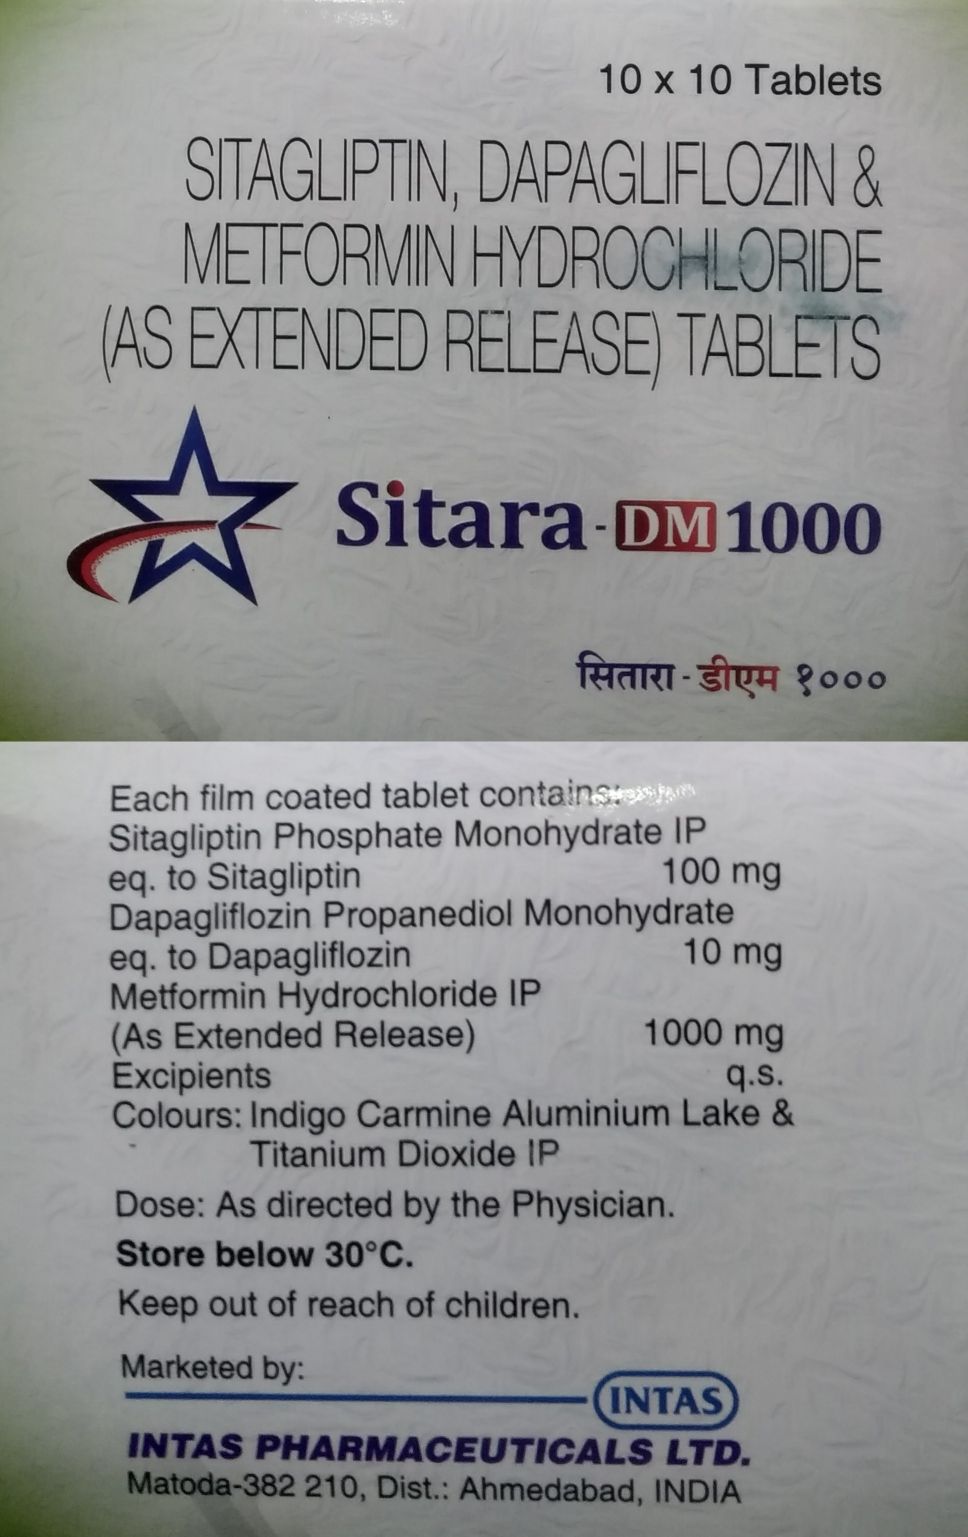 10 x 10 Tablets
SITAGLIPTIN, DAPAGLIFLOZIN &
METFORMIN HYDROCHLORIDE
(AS EXTENDED RELEASE) TABLETS
Sitara-DM 1000
सितारा-डीएम १०००
Each film coated tablet contains:
Sitagliptin Phosphate Monohydrate IP
eq. to Sitagliptin 100 mg
Dapagliflozin Propanediol Monohydrate
eq. to Dapagliflozin 10 mg
Metformin Hydrochloride IP
(As Extended Release) 1000 mg
Excipients q.s.
Colours: Indigo Carmine Aluminium Lake &
Titanium Dioxide IP
Dose: As directed by the Physician.
Store below 30°C.
Keep out of reach of children.
Marketed by:
INTAS
INTAS PHARMACEUTICALS LTD.
Matoda-382 210, Dist.: Ahmedabad, INDIA